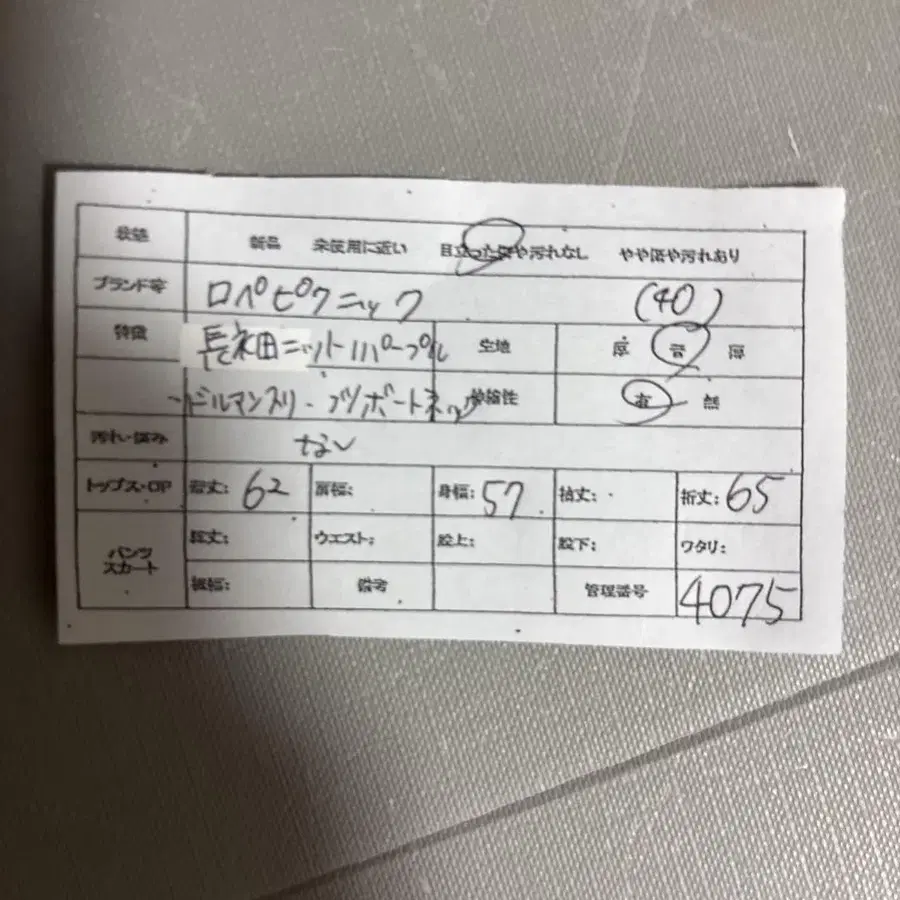 状態 新品 未使用に近い 目立った傷や汚れなし やや傷や汚れあり
ブランド等 ロペピクニック (40)
特徴 長袖ニット パープル 生地 厚 普 薄
ドルマンスリーブ ボートネック 伸縮性 有 無
汚れ・傷み なし
トップス・OP 着丈: 62 肩幅: 身幅: 57 袖丈: 裄丈: 65
パンツ スカート 総丈: ウエスト: 股上: 股下: ワタリ:
裾幅: 備考 管理番号 4075